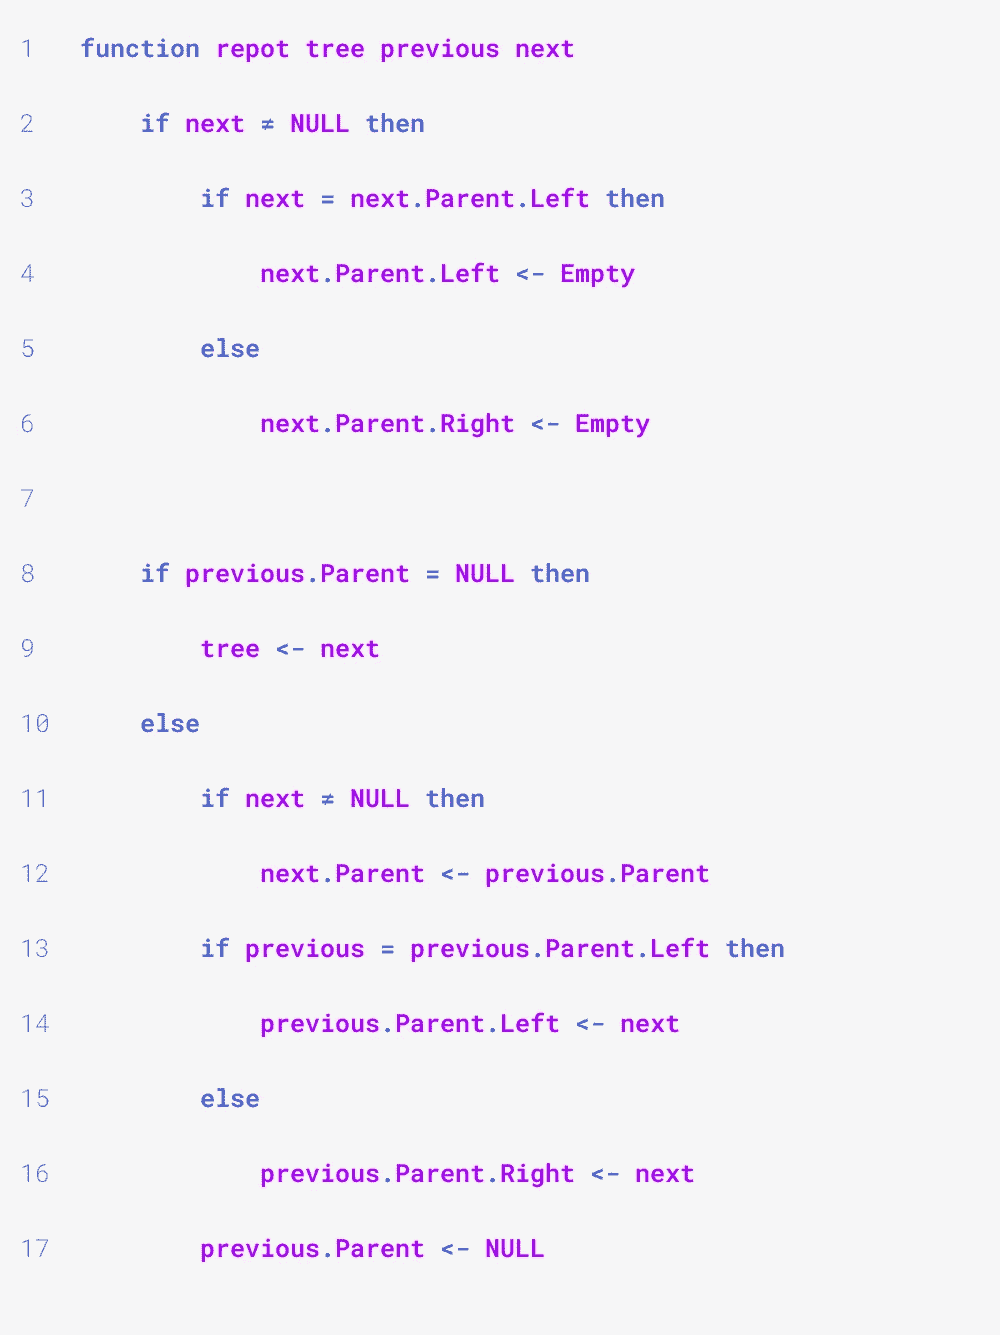 1 function repot tree previous next
2 if next ≠ NULL then
3 if next = next.Parent.Left then
4 next.Parent.Left <- Empty
5 else
6 next.Parent.Right <- Empty
7
8 if previous.Parent = NULL then
9 tree <- next
10 else
11 if next ≠ NULL then
12 next.Parent <- previous.Parent
13 if previous = previous.Parent.Left then
14 previous.Parent.Left <- next
15 else
16 previous.Parent.Right <- next
17 previous.Parent <- NULL